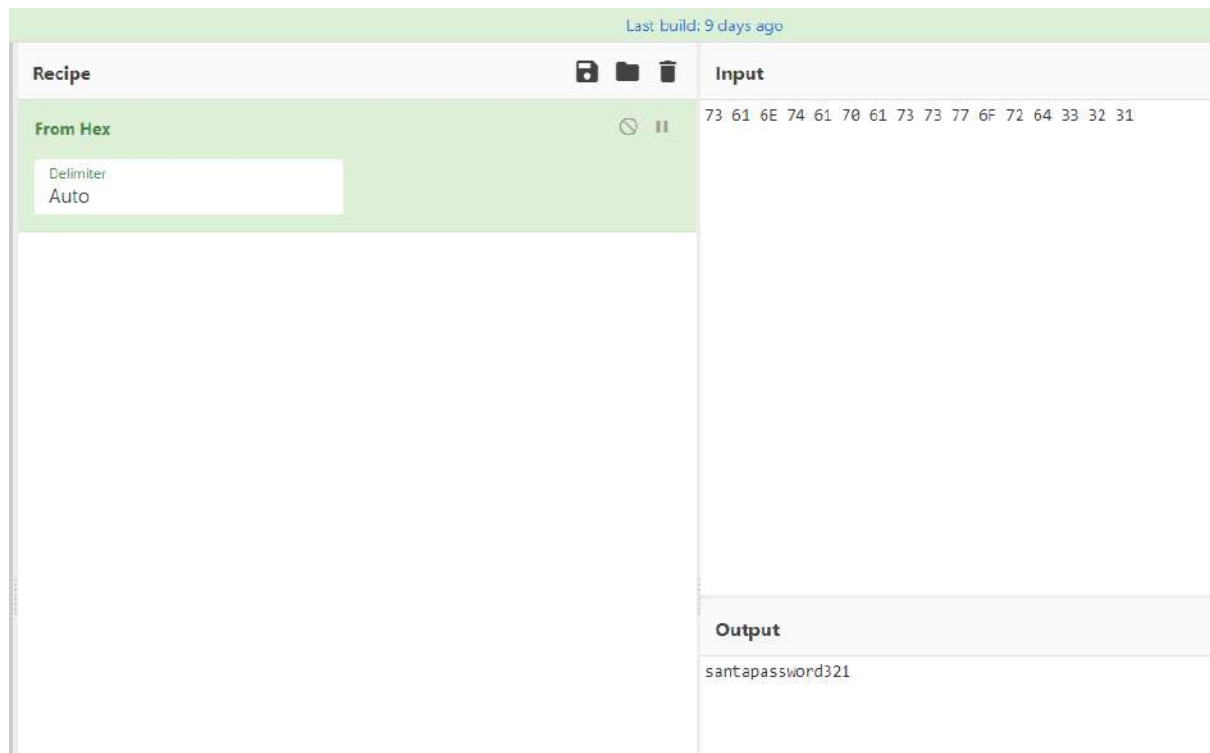 Last build: 9 days ago
Recipe
From Hex
Delimiter
Auto
Input
73 61 6E 74 61 70 61 73 73 77 6F 72 64 33 32 31
Output
santapassword321